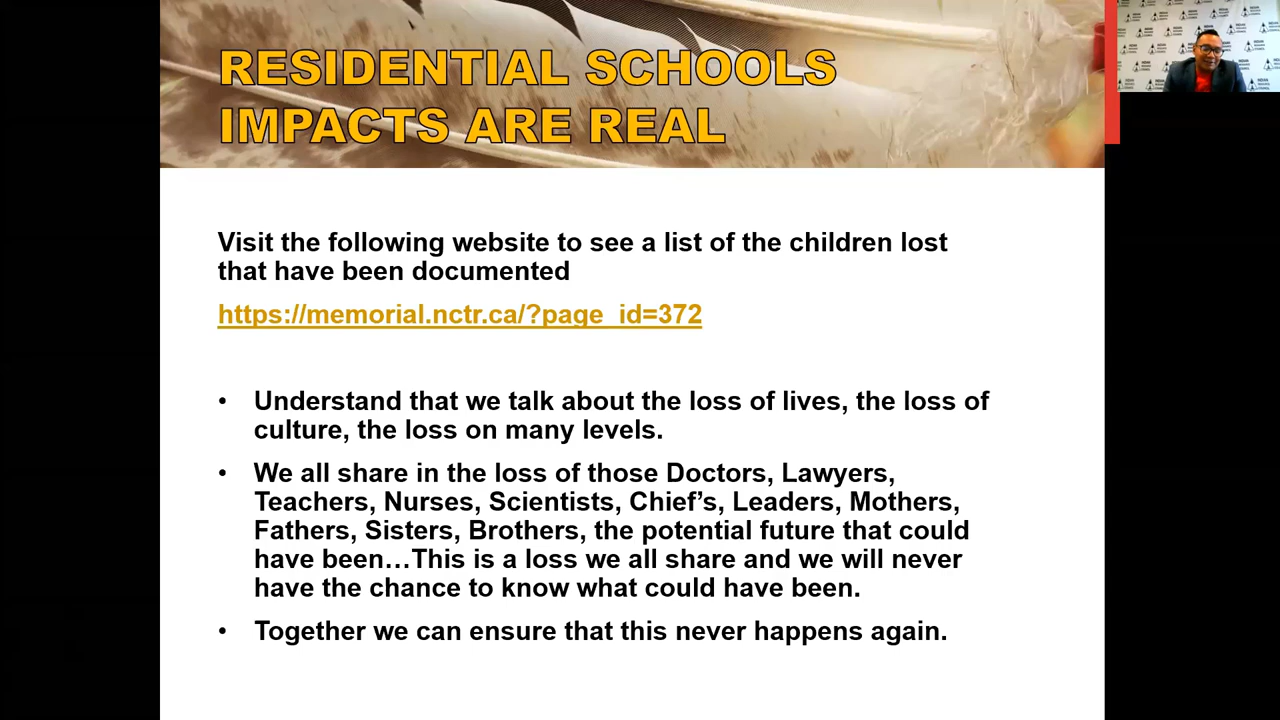 RESIDENTIAL SCHOOLS
IMPACTS ARE REAL
Visit the following website to see a list of the children lost
that have been documented
https://memorial.nctr.ca/?page_id=372
• Understand that we talk about the loss of lives, the loss of
culture, the loss on many levels.
• We all share in the loss of those Doctors, Lawyers,
Teachers, Nurses, Scientists, Chief’s, Leaders, Mothers,
Fathers, Sisters, Brothers, the potential future that could
have been…This is a loss we all share and we will never
have the chance to know what could have been.
• Together we can ensure that this never happens again.